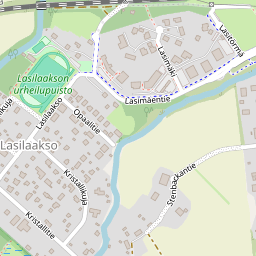 Lasitörmä
Lasimäki
Lasilaakson
urheilupuisto
Lasimäentie
Lasilaakso
Opaalitie
Lasilaakso
Kristallikuja
Stenbackantie
Kristallitie